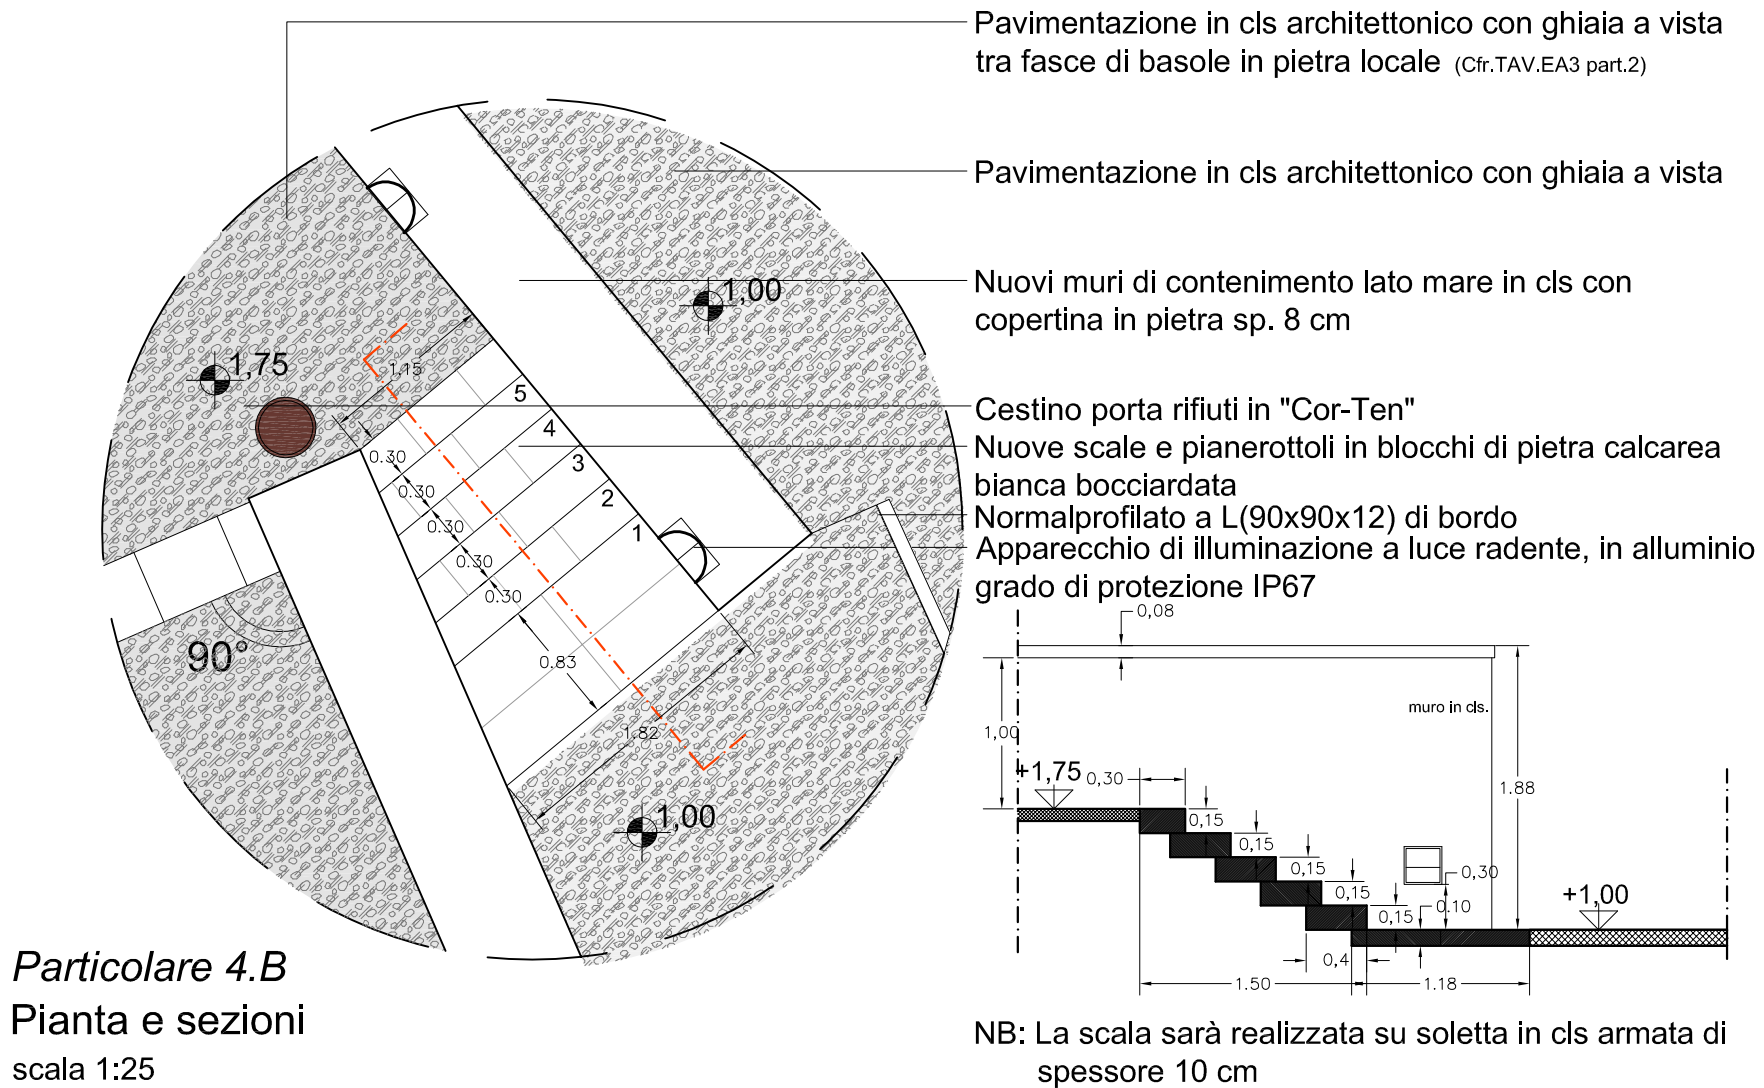 Pavimentazione in cls architettonico con ghiaia a vista
tra fasce di basole in pietra locale (Cfr.TAV.EA3 part.2)
Pavimentazione in cls architettonico con ghiaia a vista
Nuovi muri di contenimento lato mare in cls con
copertina in pietra sp. 8 cm
Cestino porta rifiuti in "Cor-Ten"
Nuove scale e pianerottoli in blocchi di pietra calcarea
bianca bocciardata
Normalprofilato a L(90x90x12) di bordo
Apparecchio di illuminazione a luce radente, in alluminio
grado di protezione IP67
1,00
1,75
1.15
5
4
3
2
1
0.30
0.30
0.30
0.30
0.30
0.83
90°
1.82
1,00
0,08
muro in cls.
1,00
+1,75
0,30
1.88
0,15
0,15
0,15
0,15
0,15
0,30
0.10
+1,00
0,4
1.50
1.18
Particolare 4.B
Pianta e sezioni
scala 1:25
NB: La scala sarà realizzata su soletta in cls armata di
spessore 10 cm